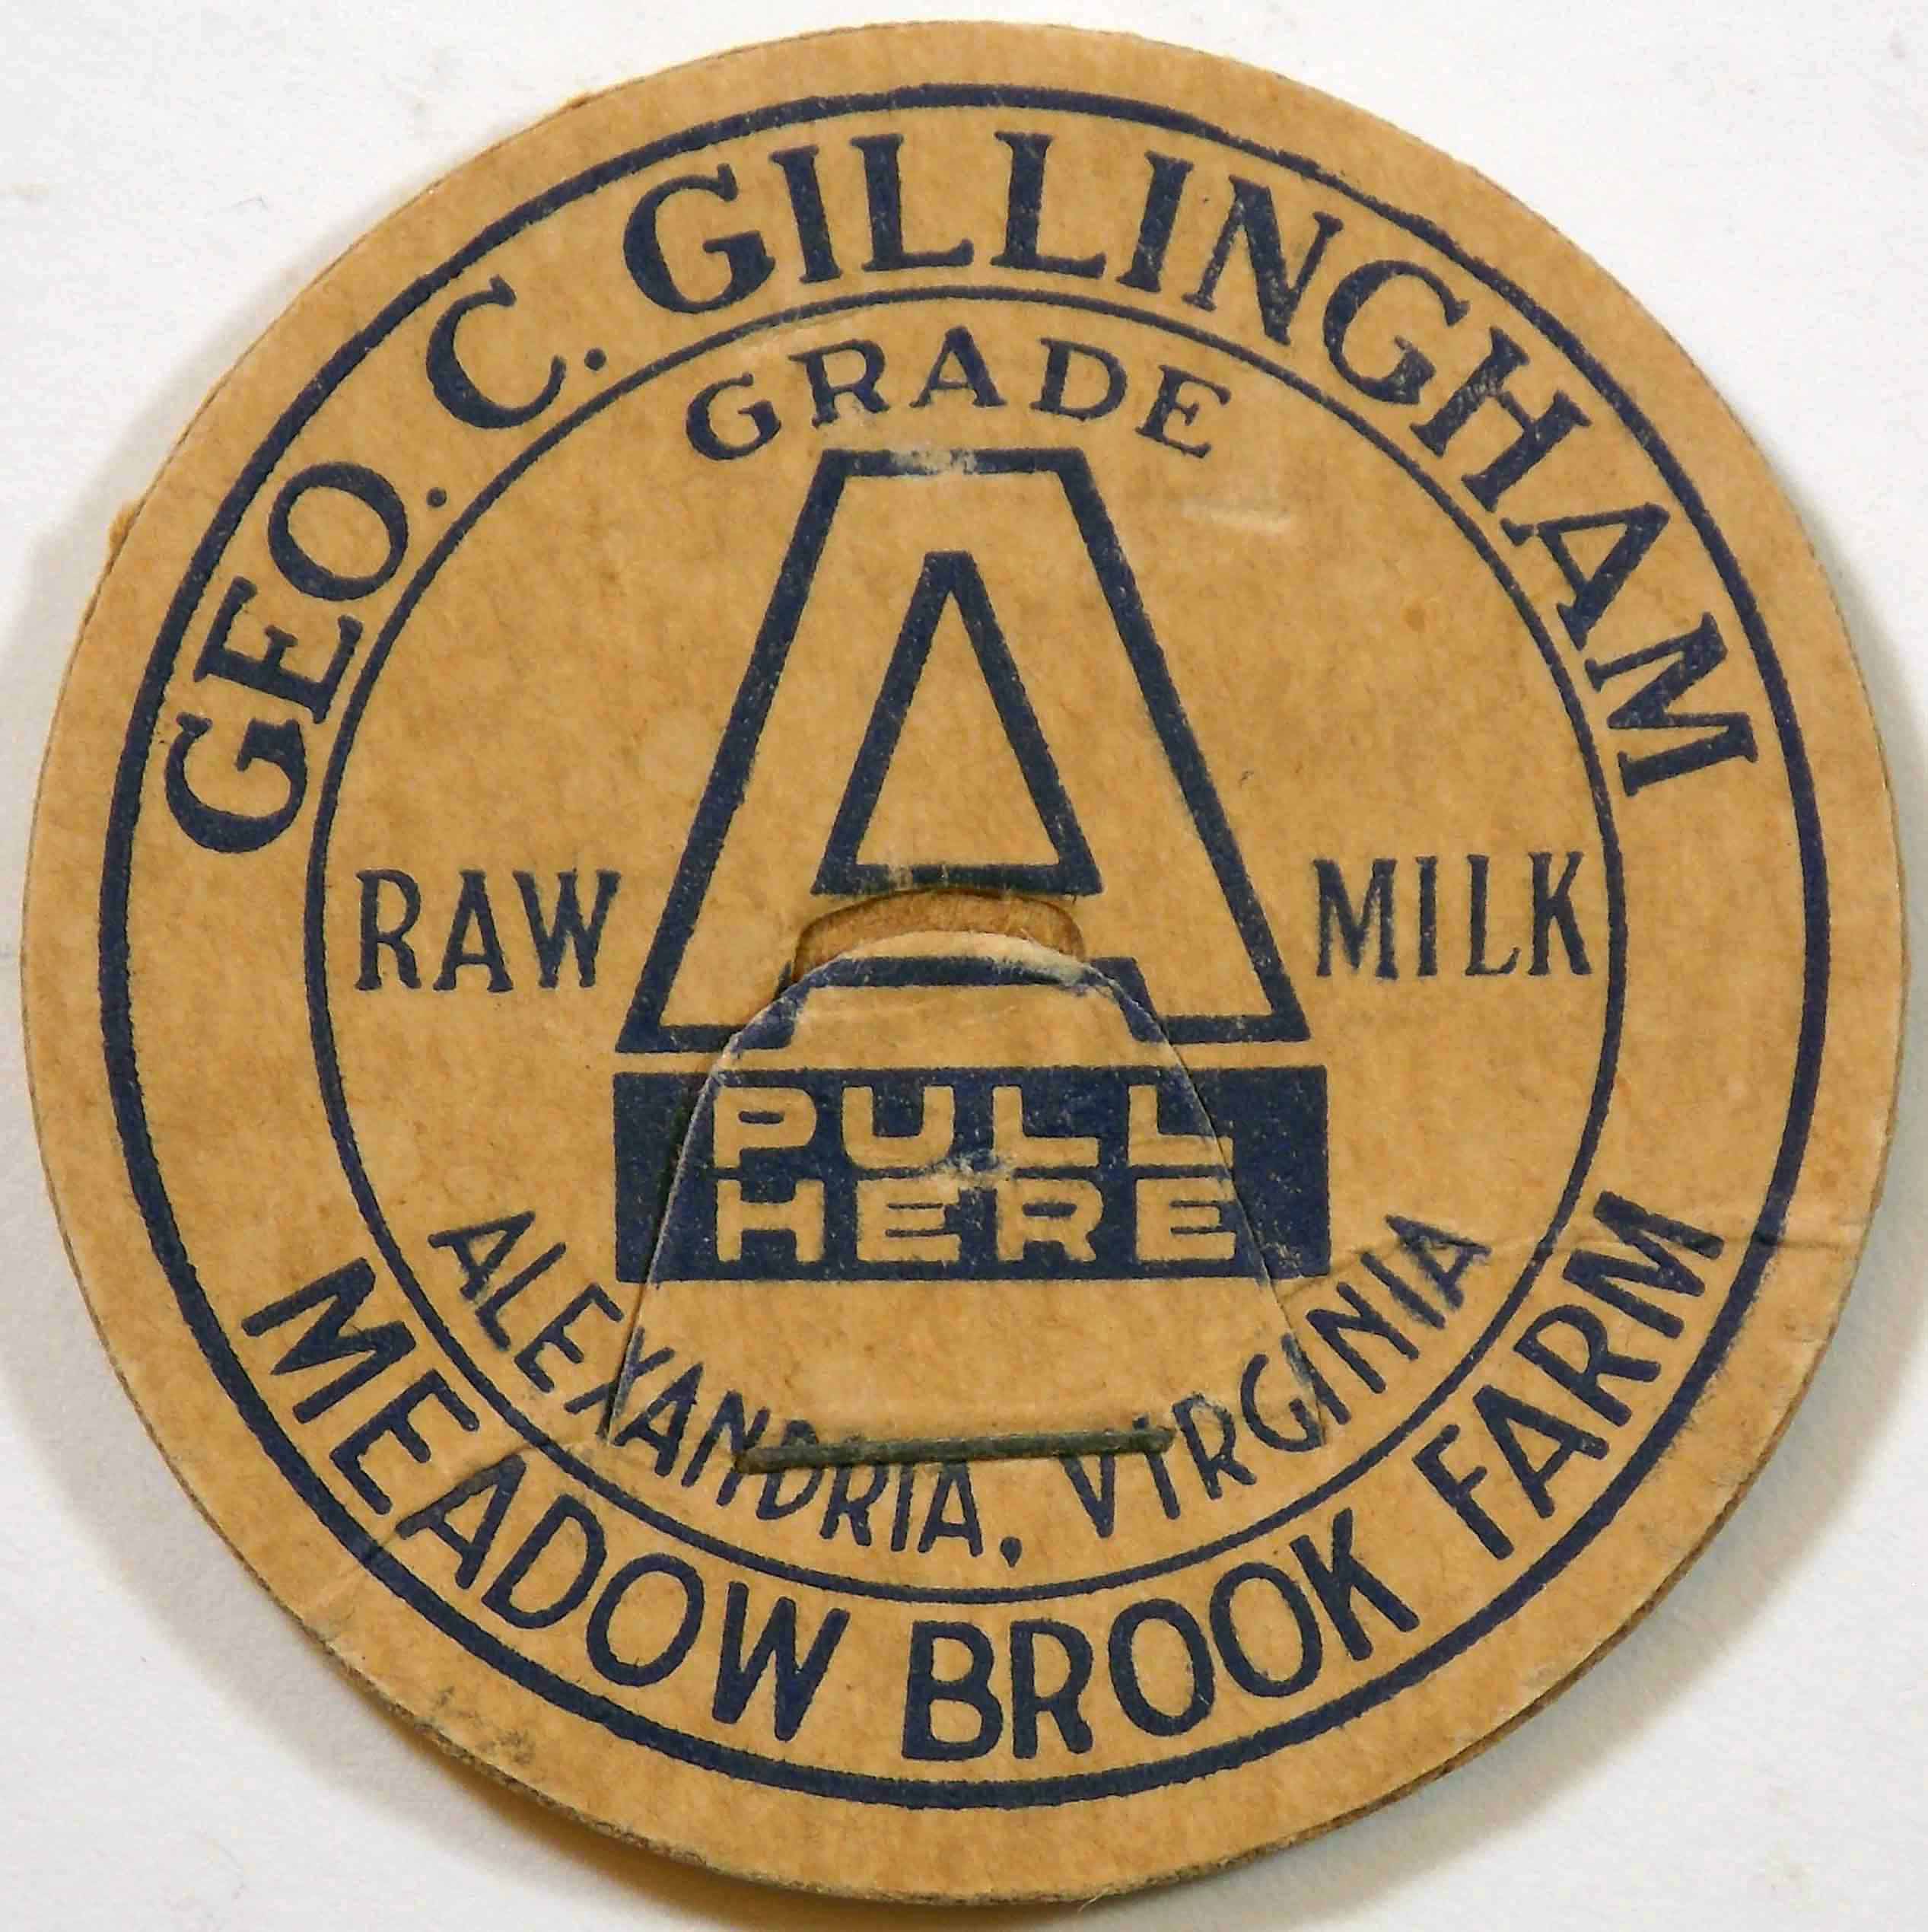 GEO. C. GILLINGHAM
GRADE
A
RAW MILK
PULL
HERE
ALEXANDRIA, VIRGINIA
MEADOW BROOK FARM